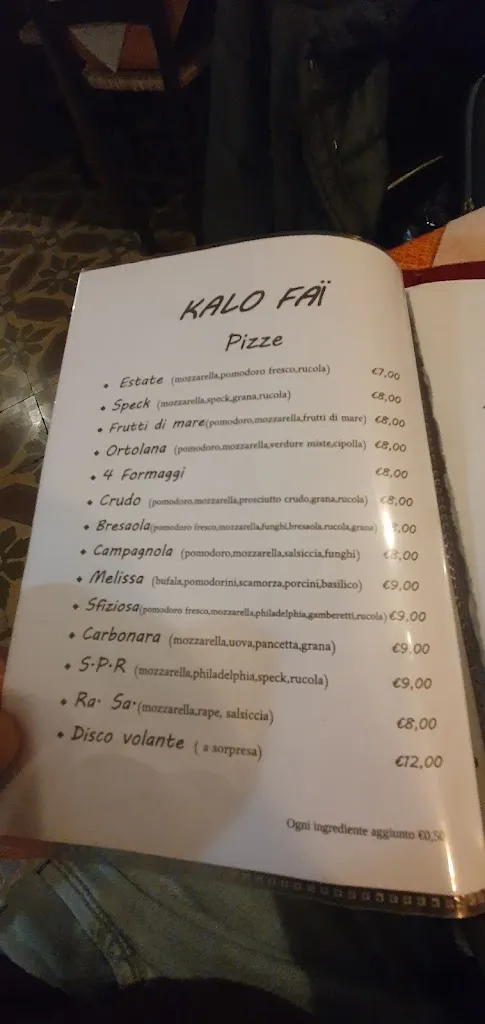 KALO FAÏ
Pizze
• Estate (mozzarella,pomodoro fresco,rucola) €7,00
• Speck (mozzarella,speck,grana,rucola) €8,00
• Frutti di mare(pomodoro,mozzarella,frutti di mare) €8,00
• Ortolana (pomodoro,mozzarella,verdure miste,cipolla) €8,00
• 4 Formaggi €8,00
• Crudo (pomodoro,mozzarella,prosciutto crudo,grana,rucola) €8,00
• Bresaola(pomodoro fresco,mozzarella,funghi,bresaola,rucola,grana)
• Campagnola (pomodoro,mozzarella,salsiccia,funghi) €8,00
• Melissa (bufala,pomodorini,scamorza,porcini,basilico) €9,00
• Sfiziosa(pomodoro fresco,mozzarella,philadelphia,gamberetti,rucola) €9,00
• Carbonara (mozzarella,uova,pancetta,grana) €9.00
• S·P·R (mozzarella,philadelphia,speck,rucola) €9,00
• Ra· Sa·(mozzarella,rape, salsiccia) €8,00
• Disco volante ( a sorpresa) €12,00
Ogni ingrediente aggiunto €0,50